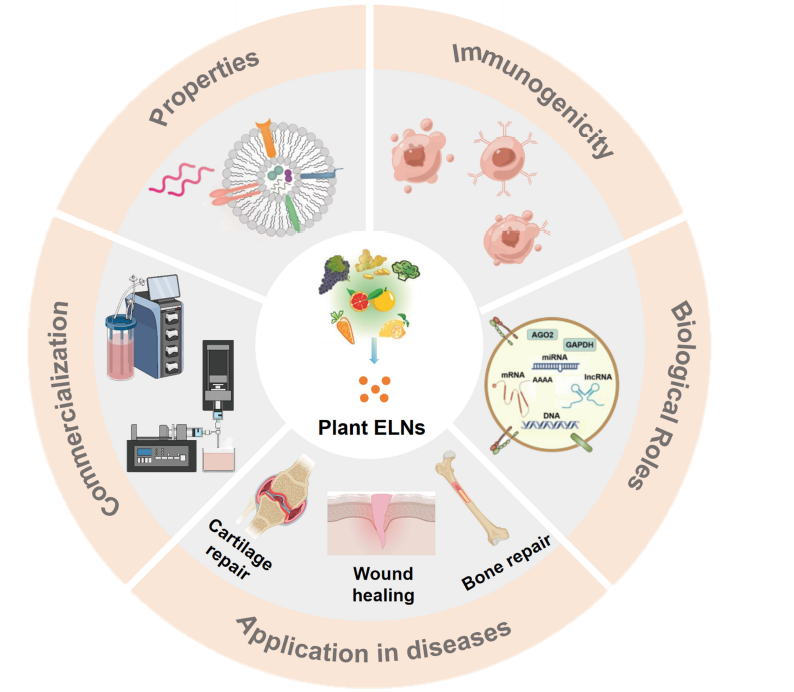 Properties
Immunogenicity
Commercialization
Biological Roles
AGO2
GAPDH
miRNA
mRNA
AAAA
lncRNA
DNA
Plant ELNs
Cartilage
repair
Wound
healing
Bone repair
Application in diseases